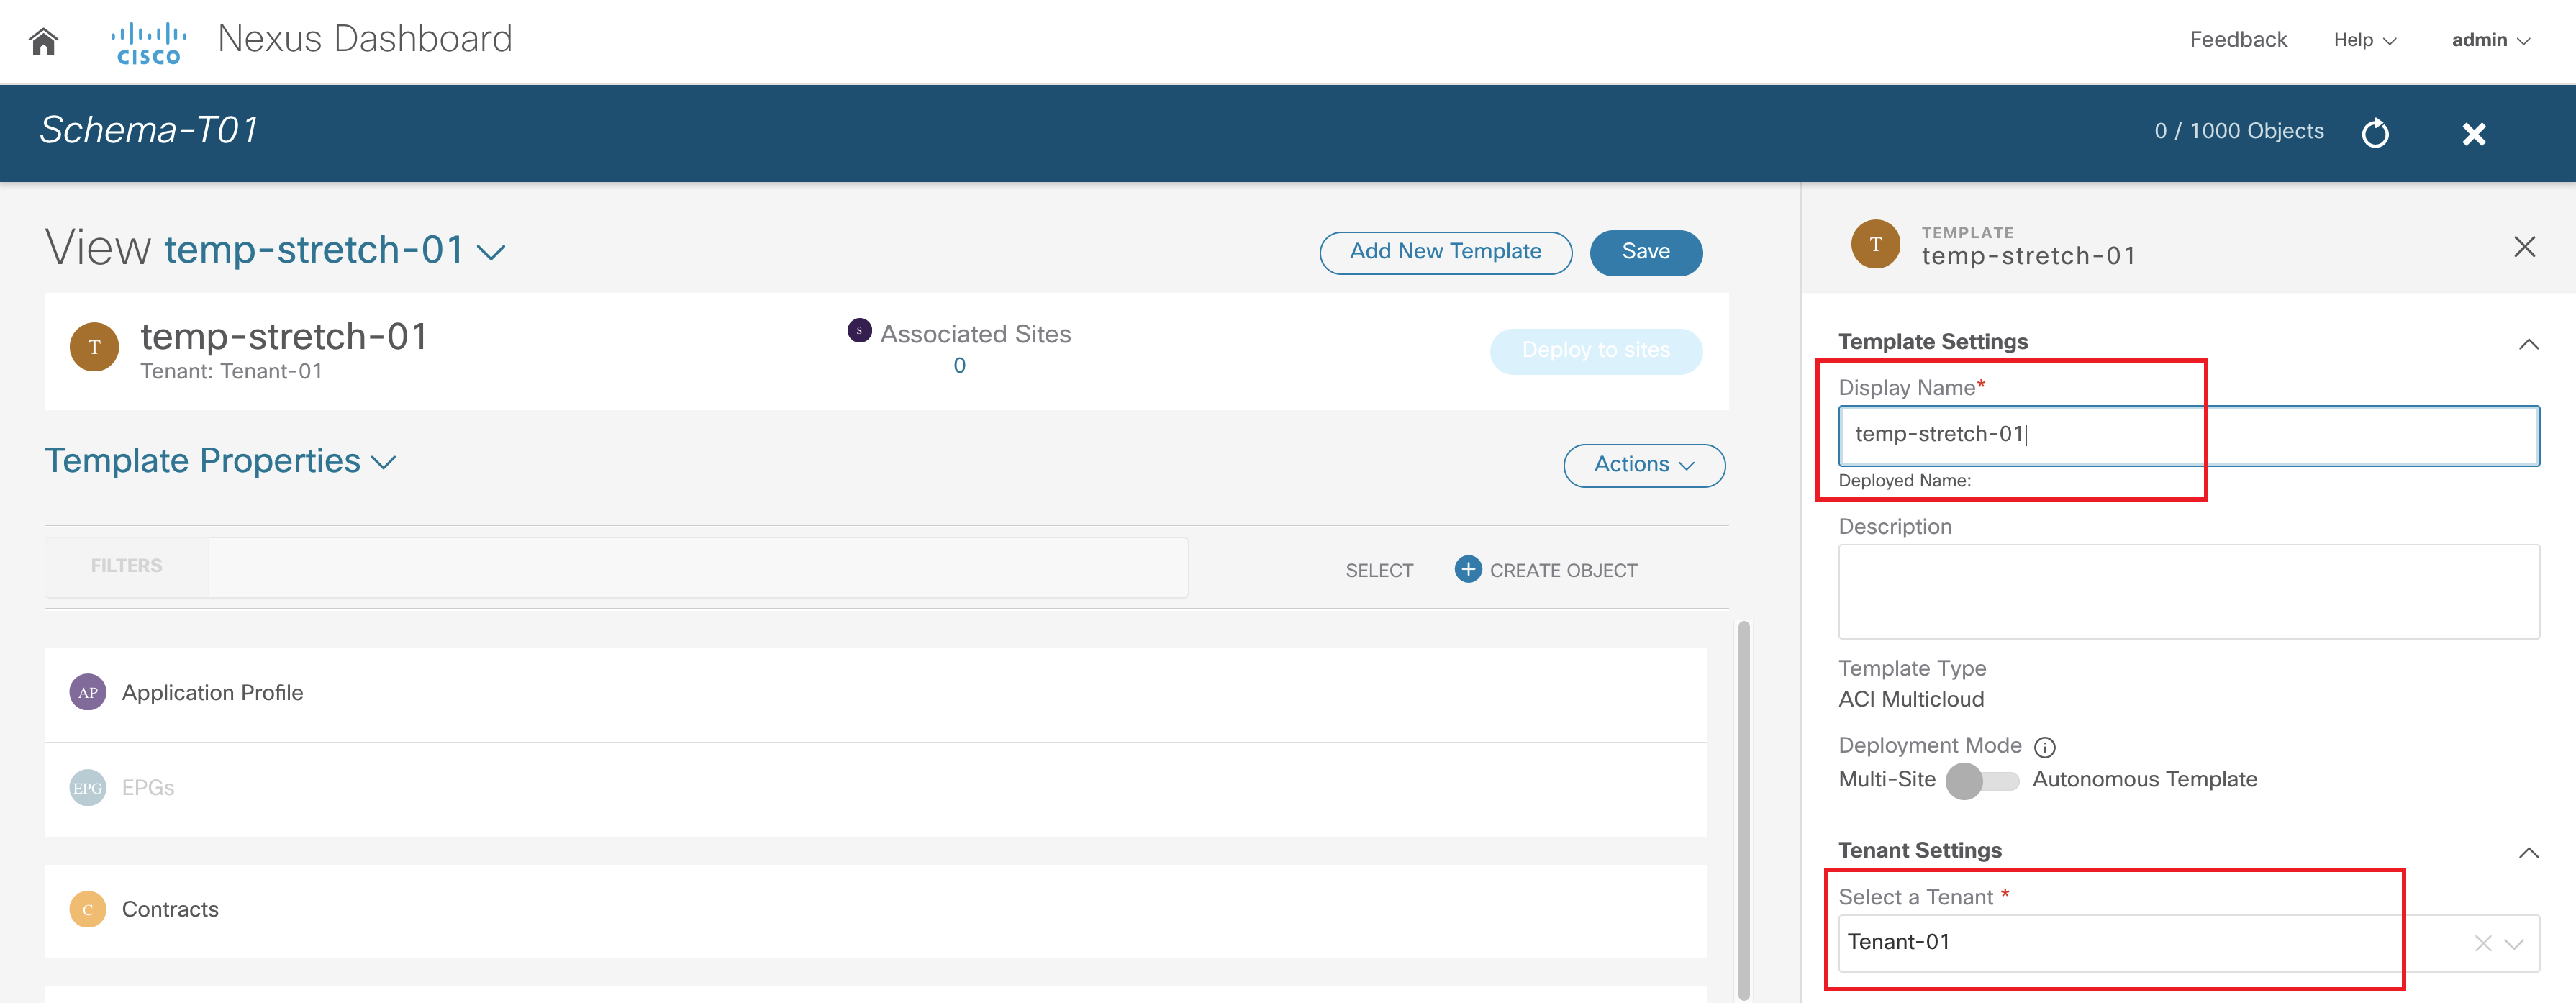 CISCO Nexus Dashboard
Feedback Help admin
Schema-T01
0 / 1000 Objects
View temp-stretch-01
Add New Template Save
T temp-stretch-01
Tenant: Tenant-01
S Associated Sites
0
Deploy to sites
Template Properties
Actions
FILTERS
SELECT CREATE OBJECT
AP Application Profile
EPG EPGs
C Contracts
T TEMPLATE
temp-stretch-01
Template Settings
Display Name*
temp-stretch-01
Deployed Name:
Description
Template Type
ACI Multicloud
Deployment Mode i
Multi-Site Autonomous Template
Tenant Settings
Select a Tenant *
Tenant-01